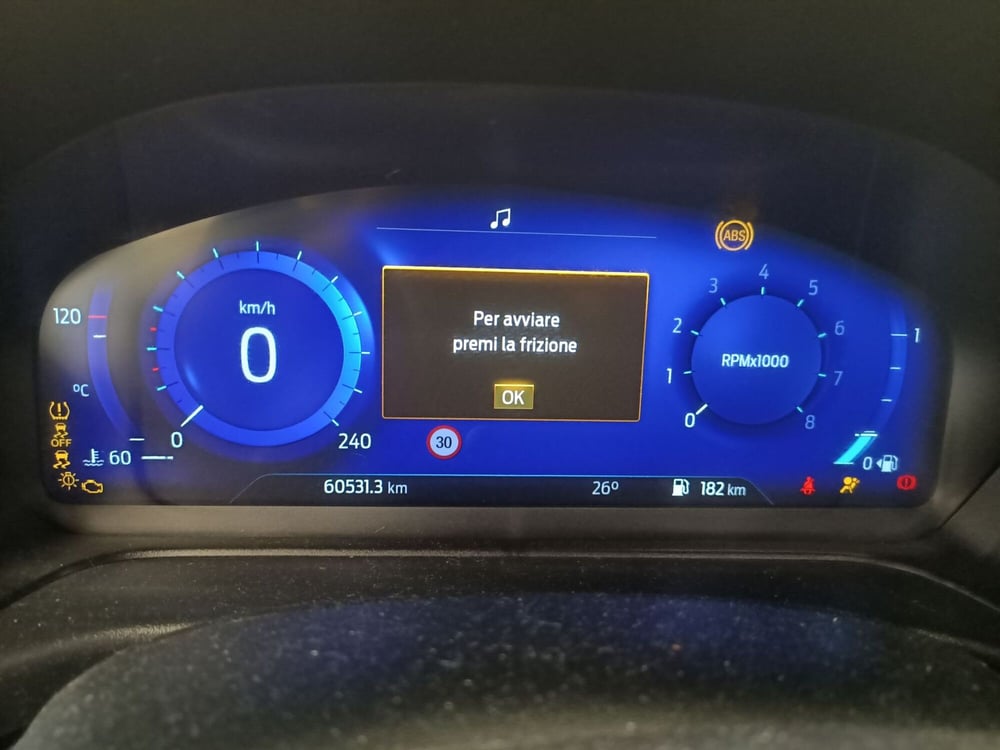 ABS
km/h
0
0
240
120
°C
60
OFF
Per avviare
premi la frizione
OK
30
0
1
2
3
4
5
6
7
8
RPMx1000
1
0
60531.3 km
26°
182 km